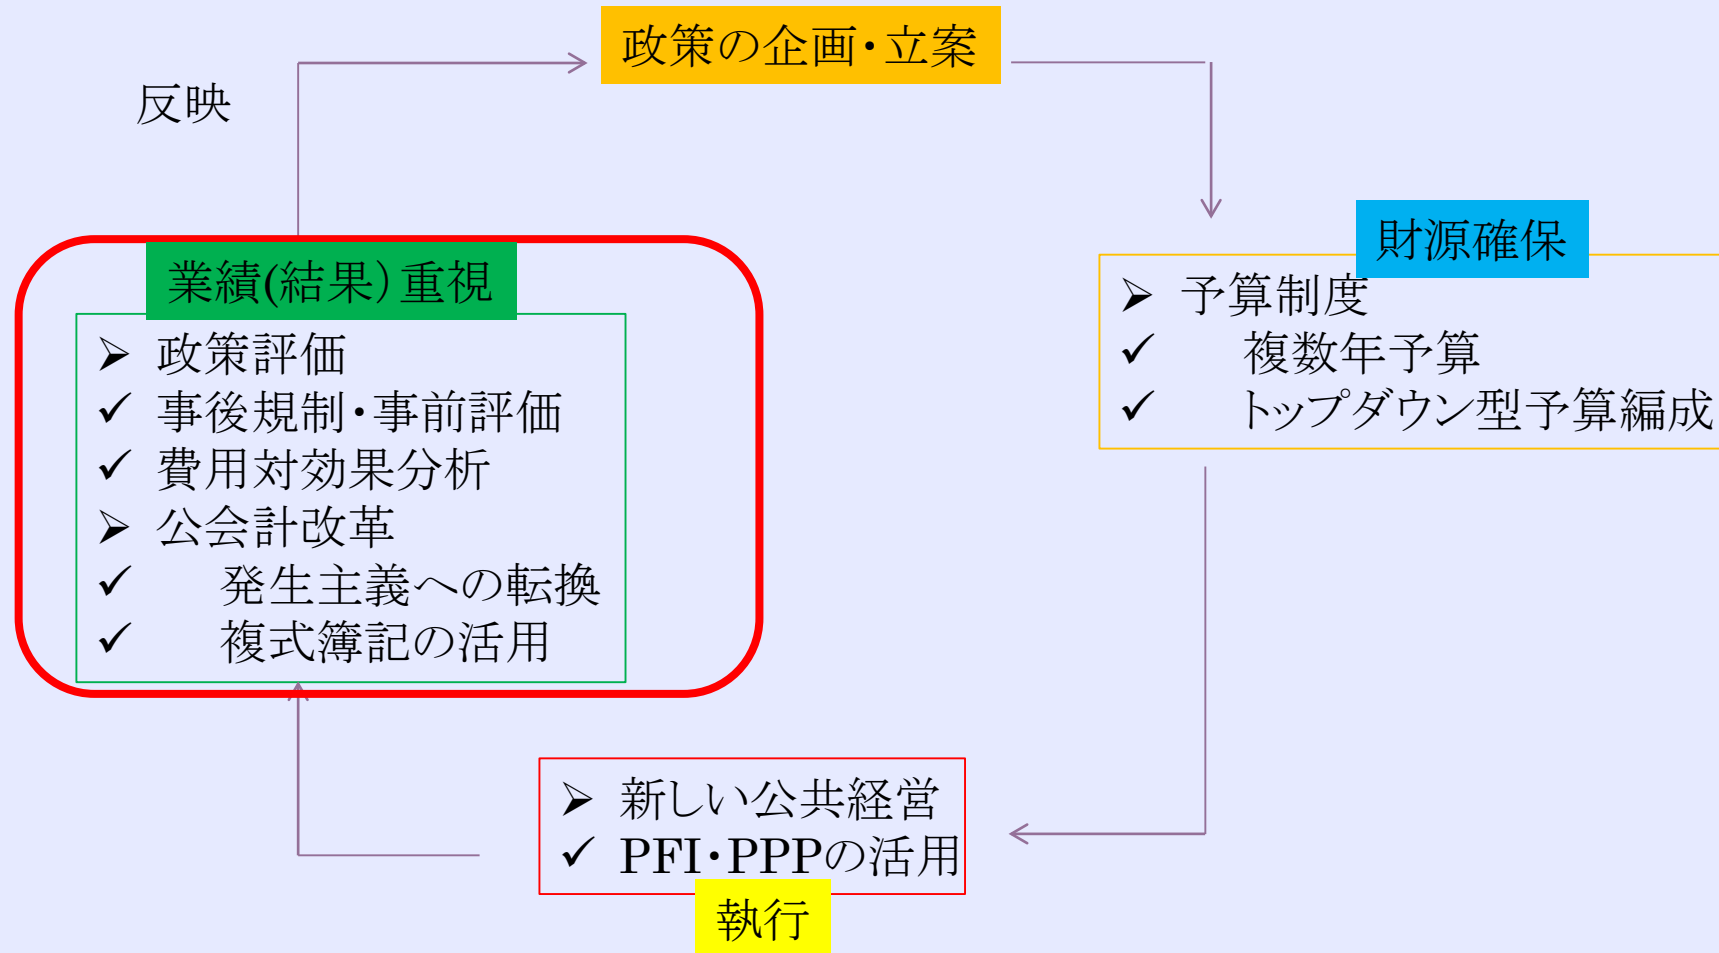 政策の企画・立案
反映
財源確保
➢ 予算制度
✓ 複数年予算
✓ トップダウン型予算編成
業績(結果）重視
➢ 政策評価
✓ 事後規制・事前評価
✓ 費用対効果分析
➢ 公会計改革
✓ 発生主義への転換
✓ 複式簿記の活用
➢ 新しい公共経営
✓ PFI・PPPの活用
執行